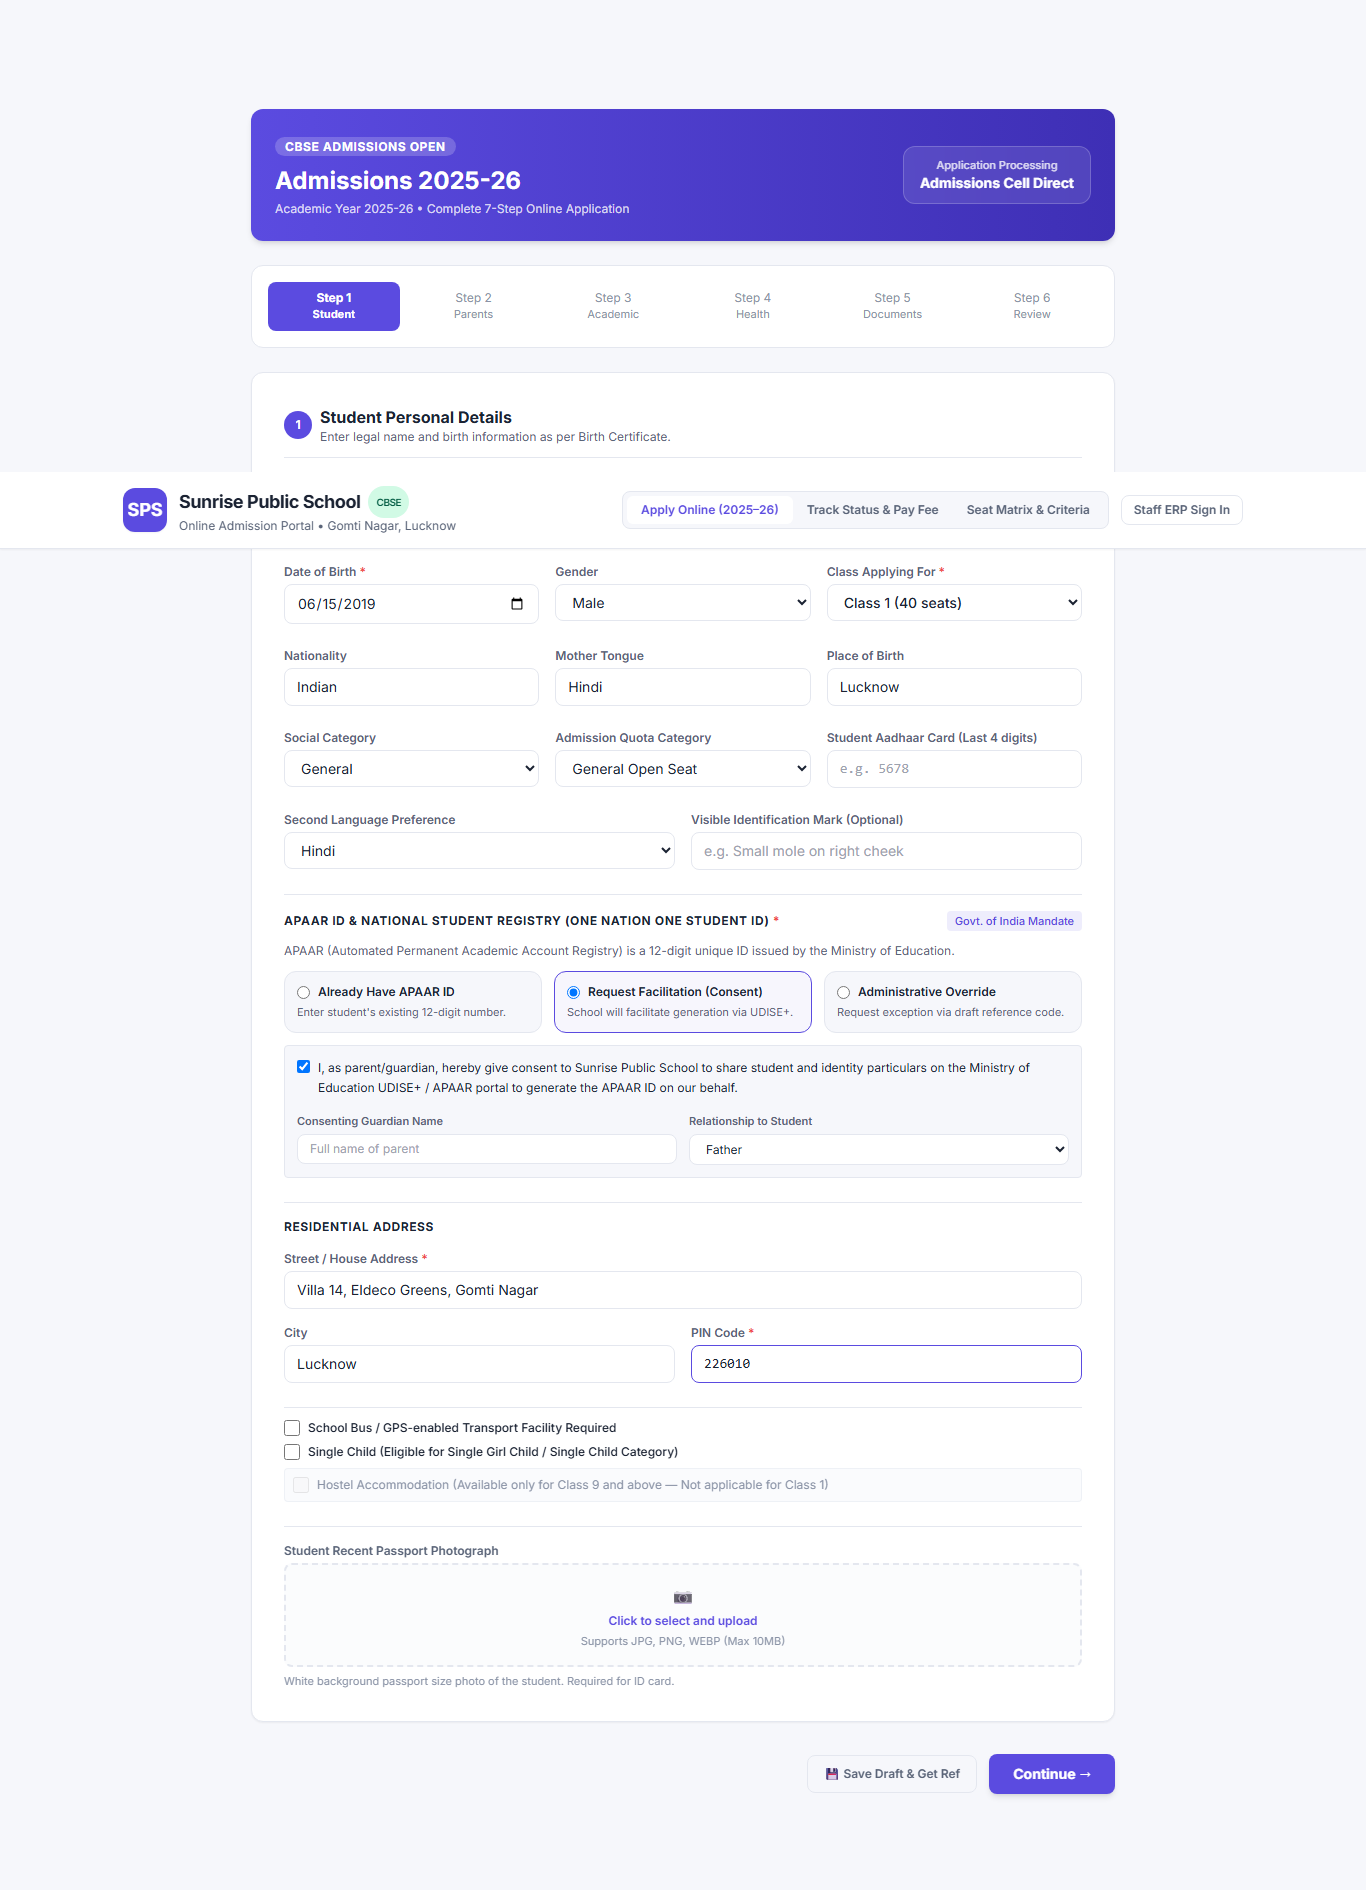 CBSE ADMISSIONS OPEN
Admissions 2025-26
Academic Year 2025-26 • Complete 7-Step Online Application
Application Processing
Admissions Cell Direct
Step 1
Student
Step 2
Parents
Step 3
Academic
Step 4
Health
Step 5
Documents
Step 6
Review
1
Student Personal Details
Enter legal name and birth information as per Birth Certificate.
SPS
Sunrise Public School CBSE
Online Admission Portal • Gomti Nagar, Lucknow
Apply Online (2025–26) Track Status & Pay Fee Seat Matrix & Criteria Staff ERP Sign In
Date of Birth * Gender Class Applying For *
06/15/2019 Male Class 1 (40 seats)
Nationality Mother Tongue Place of Birth
Indian Hindi Lucknow
Social Category Admission Quota Category Student Aadhaar Card (Last 4 digits)
General General Open Seat e.g. 5678
Second Language Preference Visible Identification Mark (Optional)
Hindi e.g. Small mole on right cheek
APAAR ID & NATIONAL STUDENT REGISTRY (ONE NATION ONE STUDENT ID) * Govt. of India Mandate
APAAR (Automated Permanent Academic Account Registry) is a 12-digit unique ID issued by the Ministry of Education.
Already Have APAAR ID
Enter student's existing 12-digit number.
Request Facilitation (Consent)
School will facilitate generation via UDISE+.
Administrative Override
Request exception via draft reference code.
I, as parent/guardian, hereby give consent to Sunrise Public School to share student and identity particulars on the Ministry of
Education UDISE+ / APAAR portal to generate the APAAR ID on our behalf.
Consenting Guardian Name Relationship to Student
Full name of parent Father
RESIDENTIAL ADDRESS
Street / House Address *
Villa 14, Eldeco Greens, Gomti Nagar
City PIN Code *
Lucknow 226010
School Bus / GPS-enabled Transport Facility Required
Single Child (Eligible for Single Girl Child / Single Child Category)
Hostel Accommodation (Available only for Class 9 and above — Not applicable for Class 1)
Student Recent Passport Photograph
Click to select and upload
Supports JPG, PNG, WEBP (Max 10MB)
White background passport size photo of the student. Required for ID card.
Save Draft & Get Ref Continue →